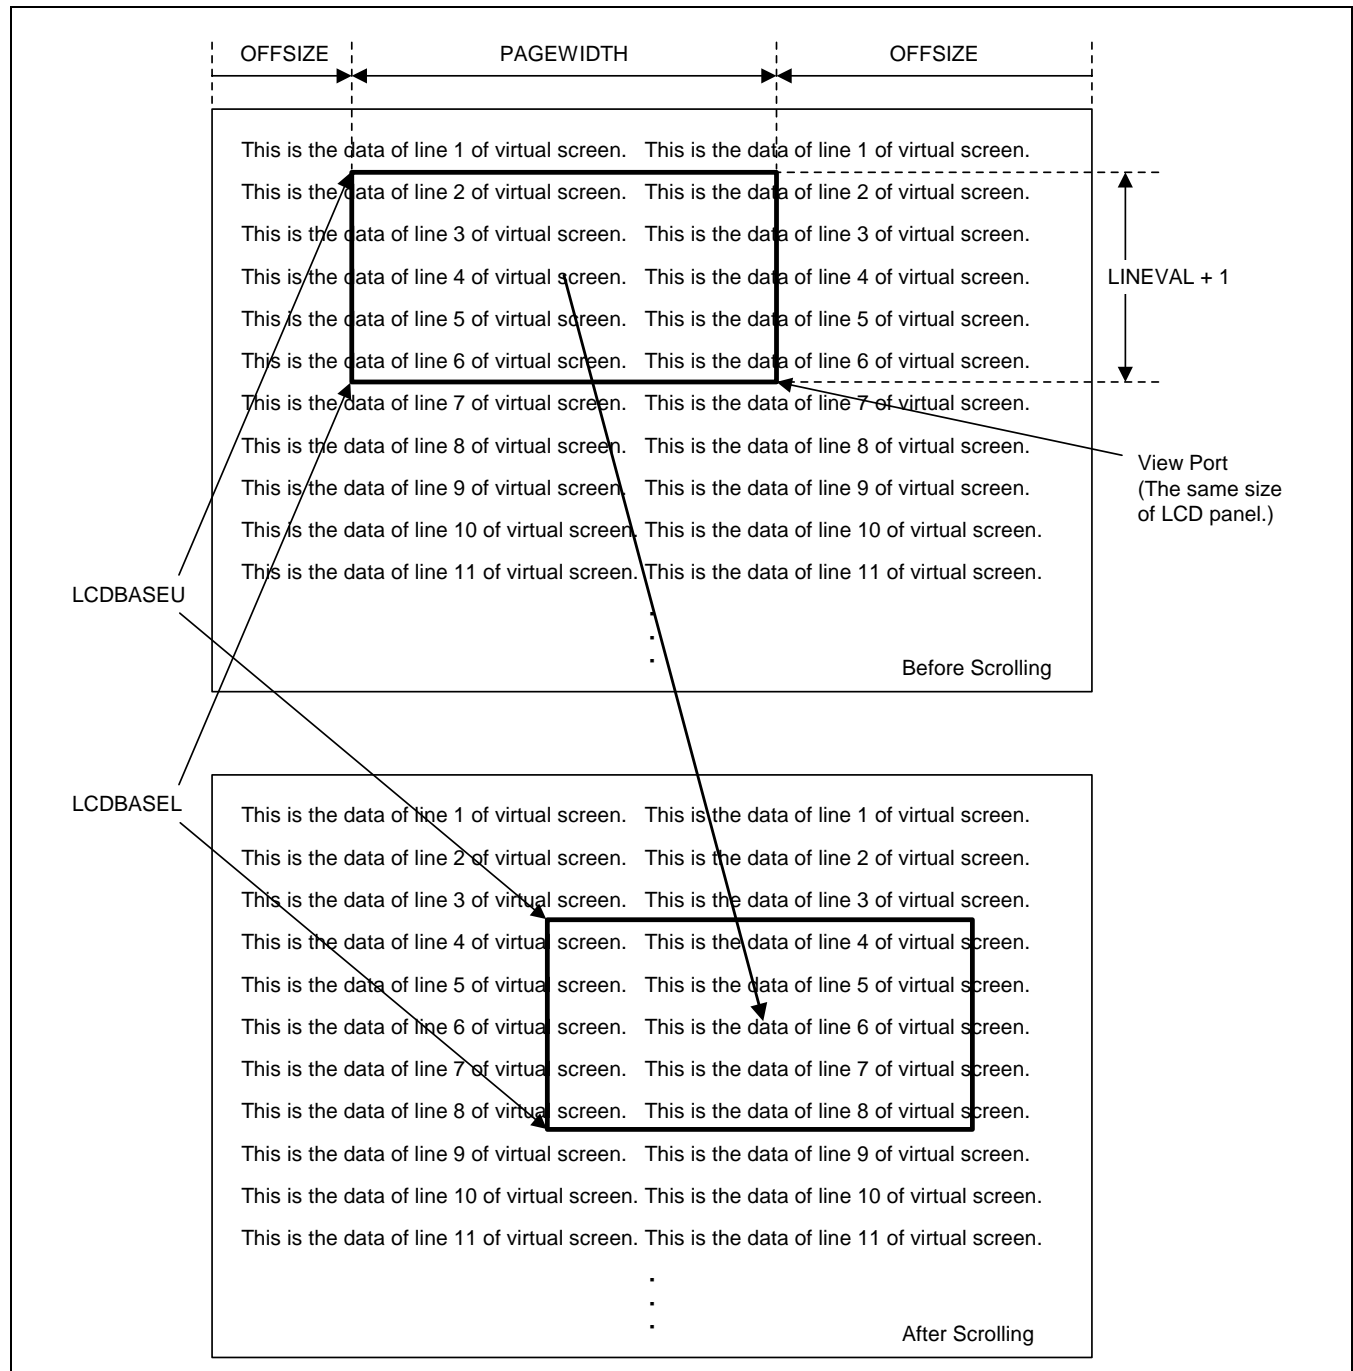 OFFSIZE PAGEWIDTH OFFSIZE
This is the data of line 1 of virtual screen. This is the data of line 1 of virtual screen.
This is the data of line 2 of virtual screen. This is the data of line 2 of virtual screen.
This is the data of line 3 of virtual screen. This is the data of line 3 of virtual screen.
This is the data of line 4 of virtual screen. This is the data of line 4 of virtual screen.
LINEVAL + 1
This is the data of line 5 of virtual screen. This is the data of line 5 of virtual screen.
This is the data of line 6 of virtual screen. This is the data of line 6 of virtual screen.
This is the data of line 7 of virtual screen. This is the data of line 7 of virtual screen.
This is the data of line 8 of virtual screen. This is the data of line 8 of virtual screen.
This is the data of line 9 of virtual screen. This is the data of line 9 of virtual screen.
This is the data of line 10 of virtual screen. This is the data of line 10 of virtual screen.
This is the data of line 11 of virtual screen. This is the data of line 11 of virtual screen.
View Port
(The same size
of LCD panel.)
LCDBASEU
.
.
.
Before Scrolling
LCDBASEL
This is the data of line 1 of virtual screen. This is the data of line 1 of virtual screen.
This is the data of line 2 of virtual screen. This is the data of line 2 of virtual screen.
This is the data of line 3 of virtual screen. This is the data of line 3 of virtual screen.
This is the data of line 4 of virtual screen. This is the data of line 4 of virtual screen.
This is the data of line 5 of virtual screen. This is the data of line 5 of virtual screen.
This is the data of line 6 of virtual screen. This is the data of line 6 of virtual screen.
This is the data of line 7 of virtual screen. This is the data of line 7 of virtual screen.
This is the data of line 8 of virtual screen. This is the data of line 8 of virtual screen.
This is the data of line 9 of virtual screen. This is the data of line 9 of virtual screen.
This is the data of line 10 of virtual screen. This is the data of line 10 of virtual screen.
This is the data of line 11 of virtual screen. This is the data of line 11 of virtual screen.
.
.
.
After Scrolling